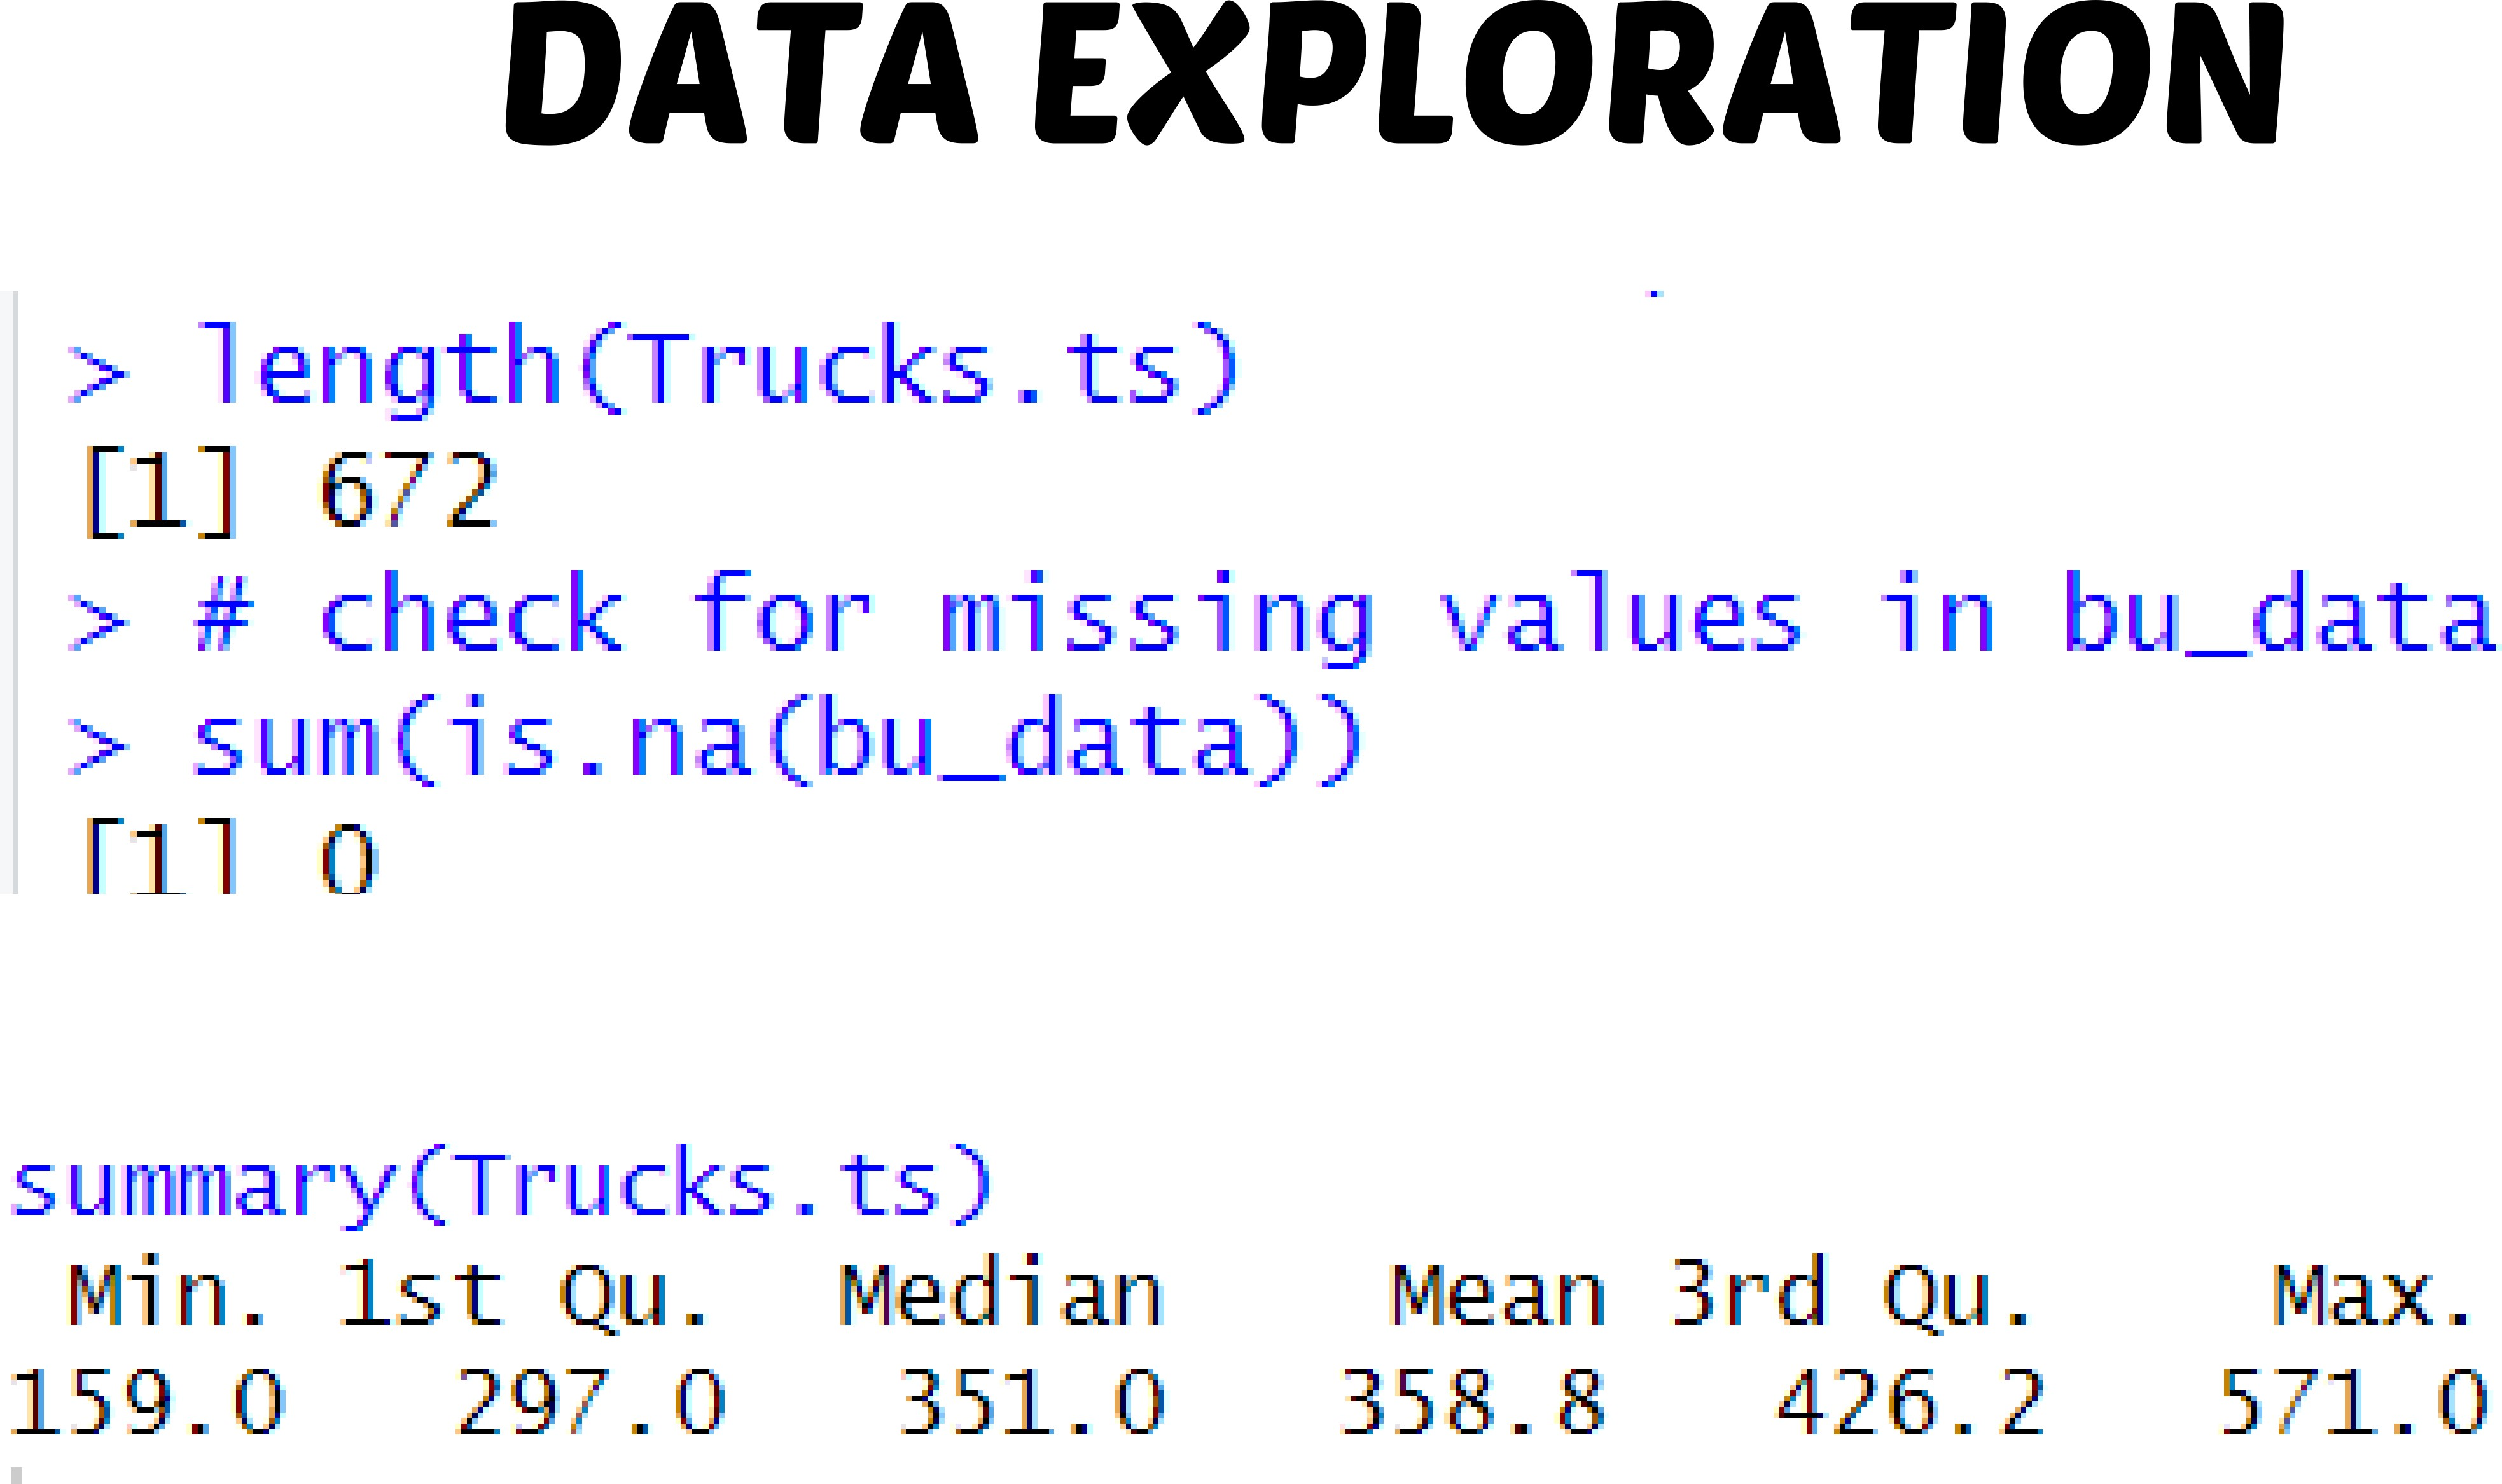 DATA EXPLORATION
> length(Trucks.ts)
[1] 672
> # check for missing values in bu_data
> sum(is.na(bu_data))
[1] 0
summary(Trucks.ts)
Min. 1st Qu. Median Mean 3rd Qu. Max.
159.0 297.0 351.0 358.8 426.2 571.0